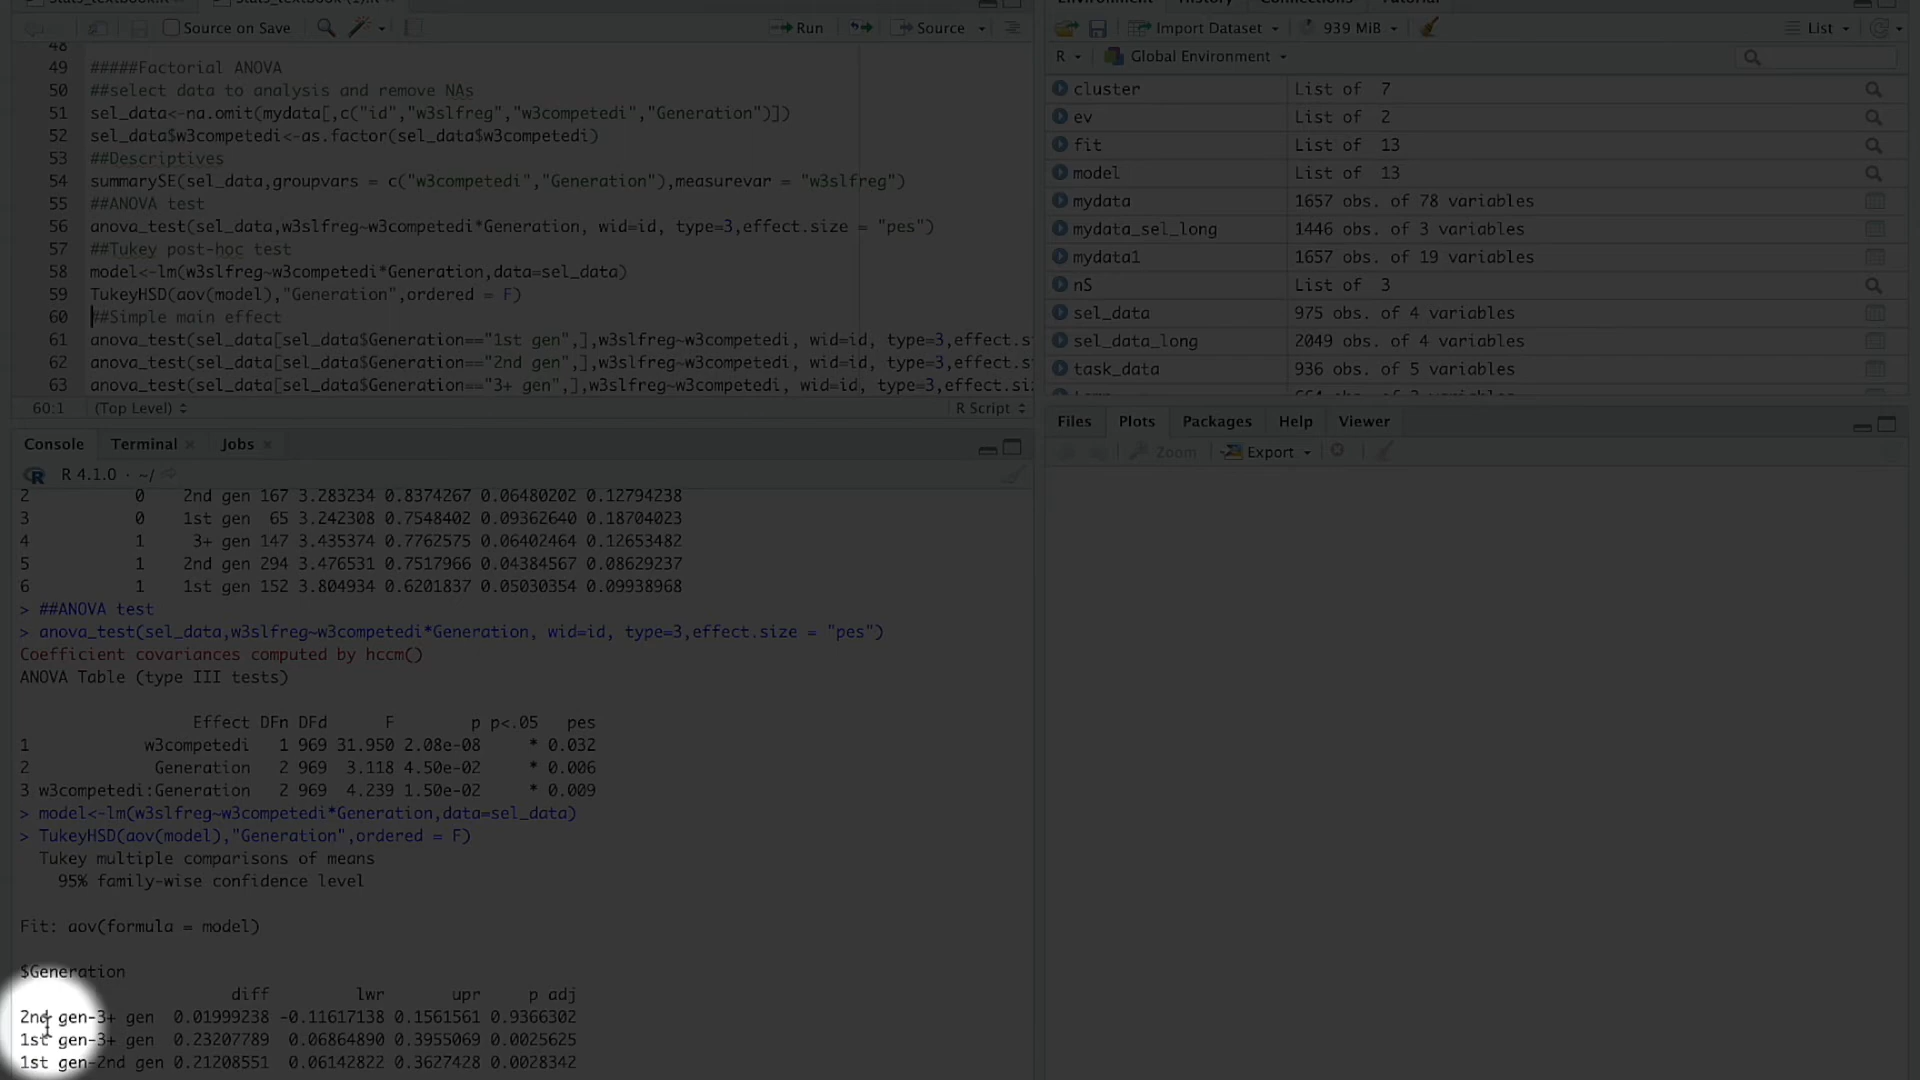 Source on Save
Run
Source
48
49 #####Factorial ANOVA
50 ##select data to analysis and remove NAs
51 sel_data<-na.omit(mydata[,c("id","w3slfreg","w3competedi","Generation")])
52 sel_data$w3competedi<-as.factor(sel_data$w3competedi)
53 ##Descriptives
54 summarySE(sel_data,groupvars = c("w3competedi","Generation"),measurevar = "w3slfreg")
55 ##ANOVA test
56 anova_test(sel_data,w3slfreg~w3competedi*Generation, wid=id, type=3,effect.size = "pes")
57 ##Tukey post-hoc test
58 model<-lm(w3slfreg~w3competedi*Generation,data=sel_data)
59 TukeyHSD(aov(model),"Generation",ordered = F)
60 ##Simple main effect
61 anova_test(sel_data[sel_data$Generation=="1st gen",],w3slfreg~w3competedi, wid=id, type=3,effect.s
62 anova_test(sel_data[sel_data$Generation=="2nd gen",],w3slfreg~w3competedi, wid=id, type=3,effect.s
63 anova_test(sel_data[sel_data$Generation=="3+ gen",],w3slfreg~w3competedi, wid=id, type=3,effect.siz
60:1 (Top Level) R Script
Console Terminal Jobs
R 4.1.0 · ~/
2 0 2nd gen 167 3.283234 0.8374267 0.06480202 0.12794238
3 0 1st gen 65 3.242308 0.7548402 0.09362640 0.18704023
4 1 3+ gen 147 3.435374 0.7762575 0.06402464 0.12653482
5 1 2nd gen 294 3.476531 0.7517966 0.04384567 0.08629237
6 1 1st gen 152 3.804934 0.6201837 0.05030354 0.09938968
> ##ANOVA test
> anova_test(sel_data,w3slfreg~w3competedi*Generation, wid=id, type=3,effect.size = "pes")
Coefficient covariances computed by hccm()
ANOVA Table (type III tests)
Effect DFn DFd F p p<.05 pes
1 w3competedi 1 969 31.950 2.08e-08 * 0.032
2 Generation 2 969 3.118 4.50e-02 * 0.006
3 w3competedi:Generation 2 969 4.239 1.50e-02 * 0.009
> model<-lm(w3slfreg~w3competedi*Generation,data=sel_data)
> TukeyHSD(aov(model),"Generation",ordered = F)
Tukey multiple comparisons of means
95% family-wise confidence level
Fit: aov(formula = model)
$Generation
diff lwr upr p adj
2nd gen-3+ gen 0.01999238 -0.11617138 0.1561561 0.9366302
1st gen-3+ gen 0.23207789 0.06864890 0.3955069 0.0025625
1st gen-2nd gen 0.21208551 0.06142822 0.3627428 0.0028342
Environment History Connections Tutorial
Import Dataset 939 MiB List
R Global Environment
cluster List of 7
ev List of 2
fit List of 13
model List of 13
mydata 1657 obs. of 78 variables
mydata_sel_long 1446 obs. of 3 variables
mydata1 1657 obs. of 19 variables
nS List of 3
sel_data 975 obs. of 4 variables
sel_data_long 2049 obs. of 4 variables
task_data 936 obs. of 5 variables
Files Plots Packages Help Viewer
Zoom Export